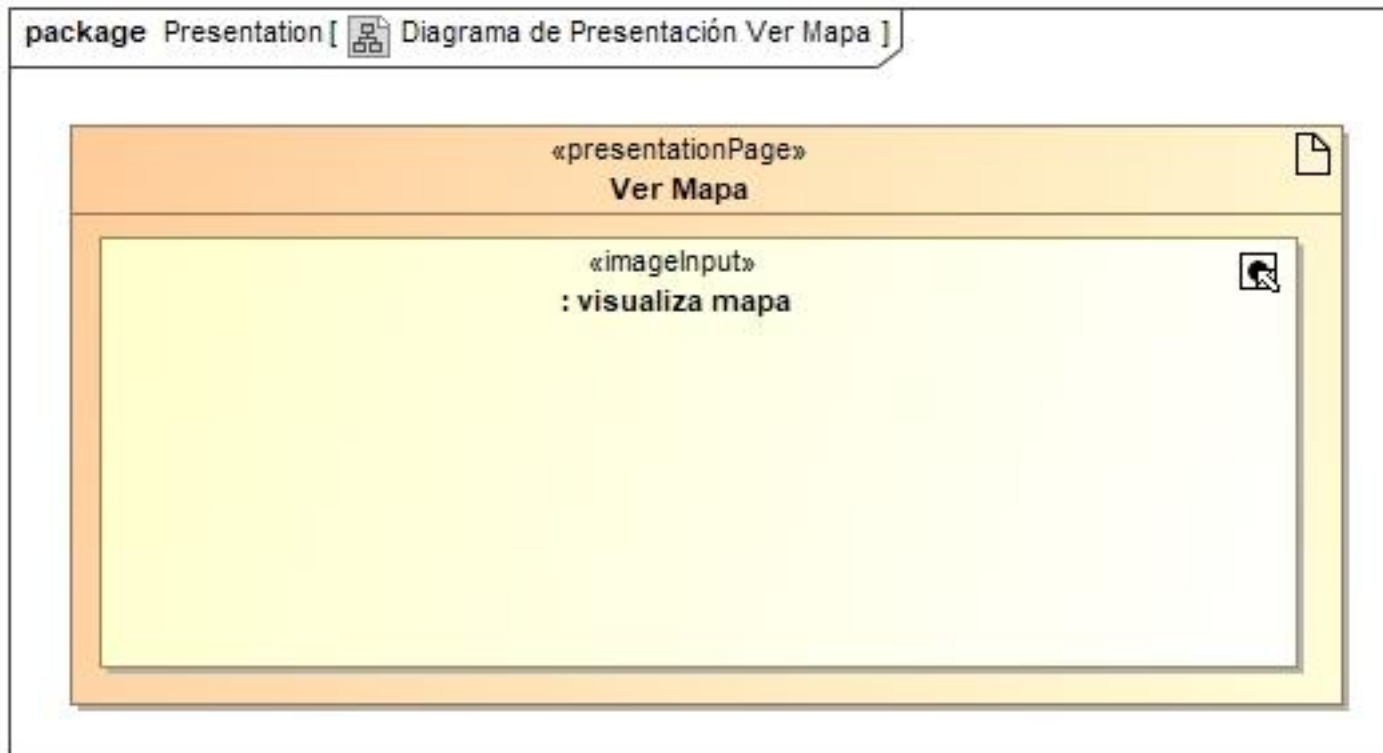 package Presentation [ Diagrama de Presentación Ver Mapa ]
«presentationPage»
Ver Mapa
«imageInput»
: visualiza mapa